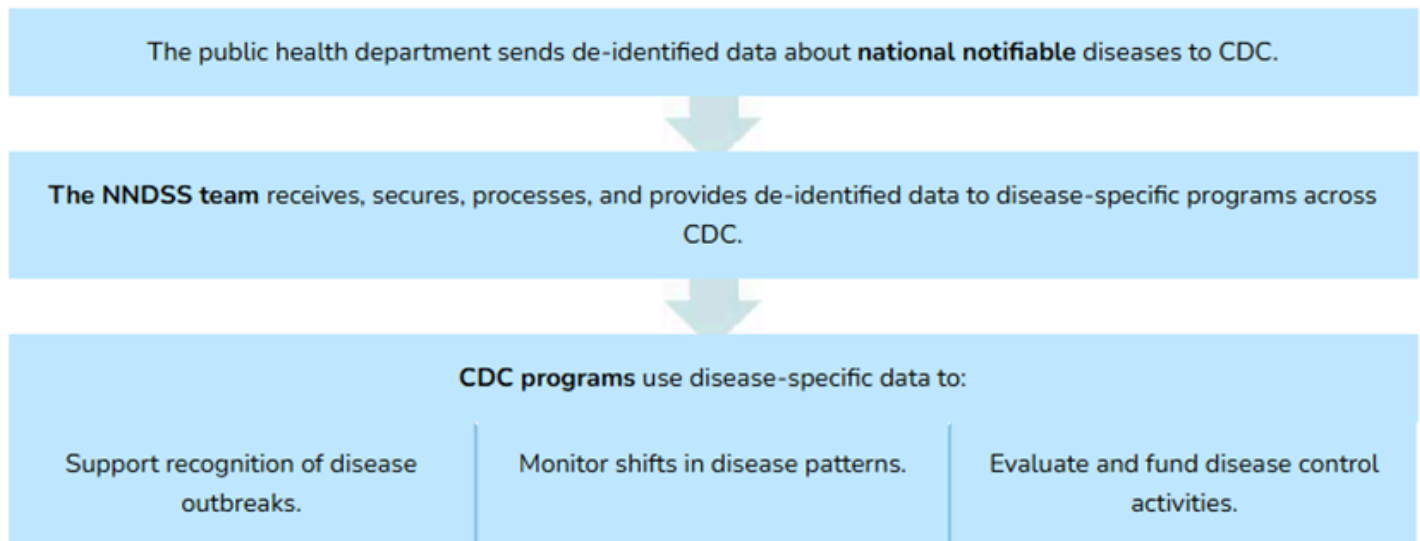 The public health department sends de-identified data about national notifiable diseases to CDC.
The NNDSS team receives, secures, processes, and provides de-identified data to disease-specific programs across
CDC.
CDC programs use disease-specific data to:
Support recognition of disease
outbreaks.
Monitor shifts in disease patterns.
Evaluate and fund disease control
activities.